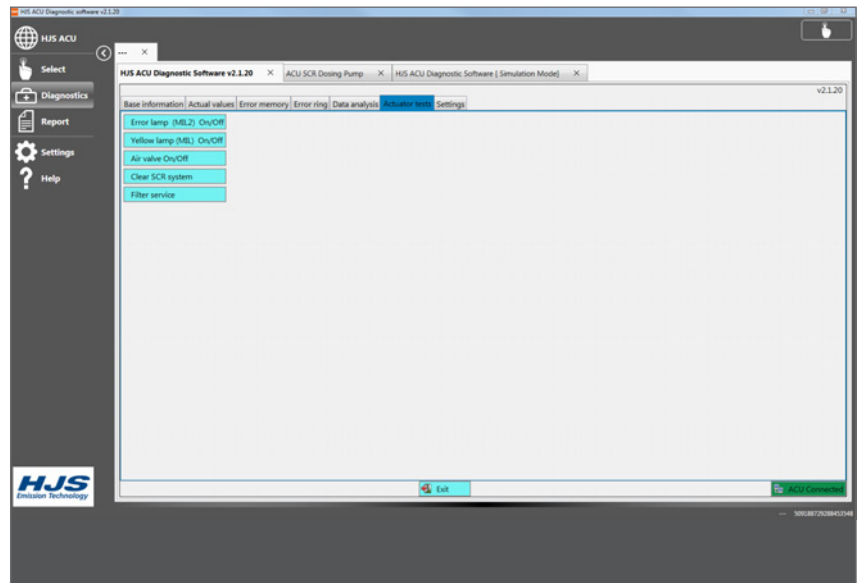 HJS ACU Diagnostic software v2.1.20
HJS ACU
Select
Diagnostics
Report
Settings
Help
...
HJS ACU Diagnostic Software v2.1.20
ACU SCR Dosing Pump
HJS ACU Diagnostic Software [ Simulation Mode]
v2.1.20
Base information Actual values Error memory Error ring Data analysis Actuator tests Settings
Error lamp (MIL2) On/Off
Yellow lamp (MIL) On/Off
Air valve On/Off
Clear SCR system
Filter service
Exit
ACU Connected
HJS
Emission Technology